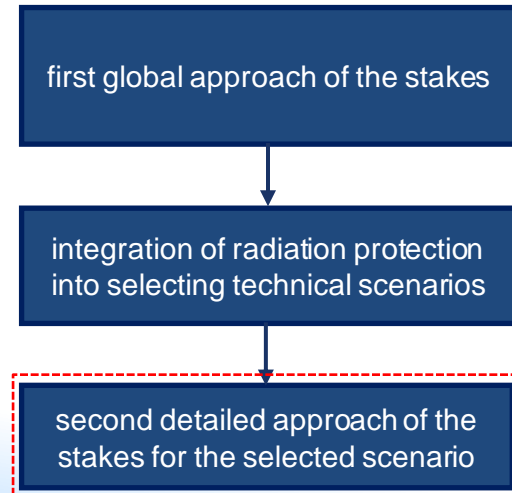 first global approach of the stakes
integration of radiation protection
into selecting technical scenarios
second detailed approach of the
stakes for the selected scenario